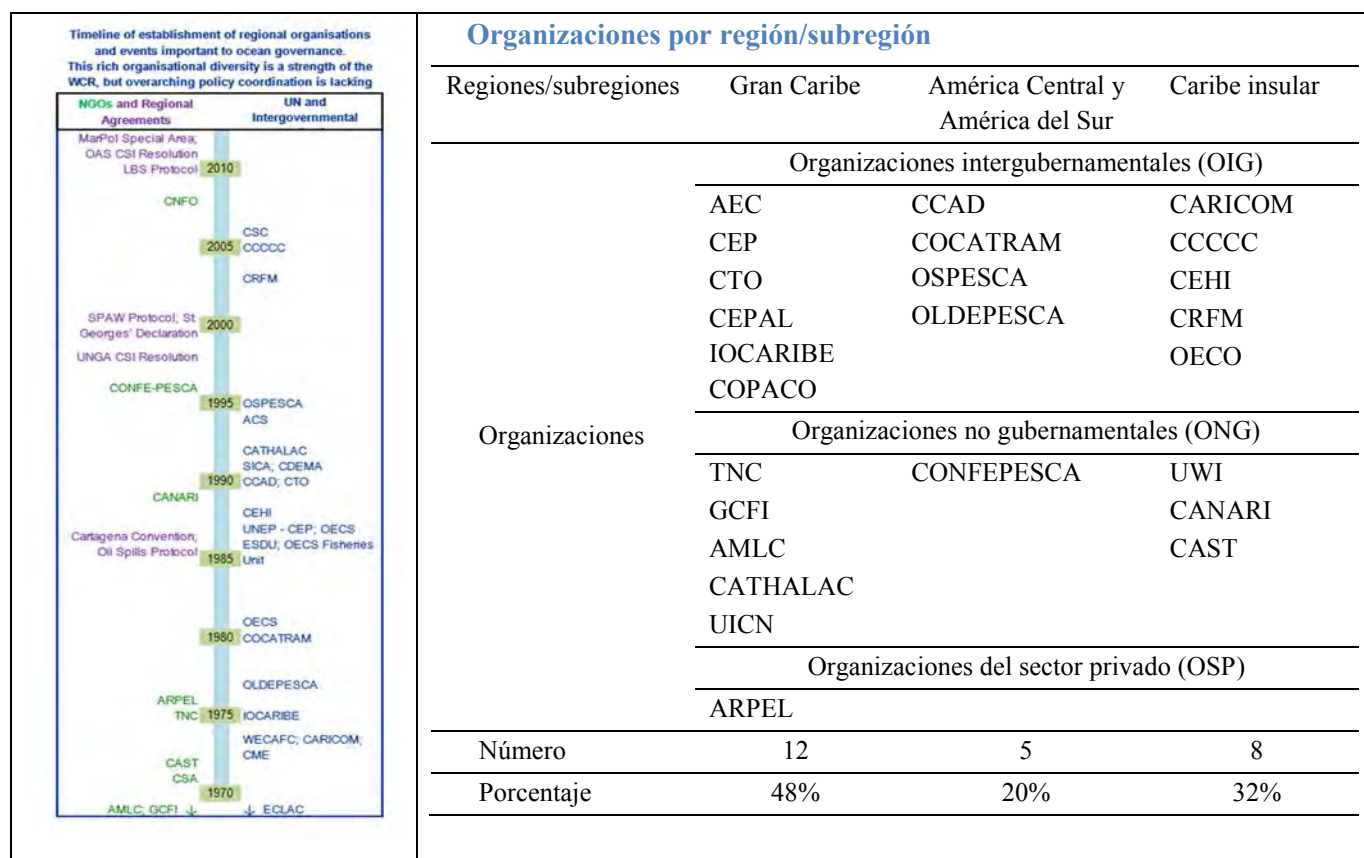 Timeline of establishment of regional organisations
and events important to ocean governance.
This rich organisational diversity is a strength of the
WCR, but overarching policy coordination is lacking
NGOs and Regional
Agreements
UN and
Intergovernmental
MarPol Special Area;
OAS CSI Resolution
LBS Protocol
2010
CNFO
CSC
2005
CCCCC
CRFM
SPAW Protocol; St
Georges' Declaration
2000
UNGA CSI Resolution
CONFE-PESCA
1995
OSPESCA
ACS
CATHALAC
SICA; CDEMA
1990
CCAD; CTO
CANARI
CEHI
UNEP - CEP; OECS
ESDU; OECS Fisheries
Unit
Cartagena Convention;
Oil Spills Protocol
1985
OECS
1980
COCATRAM
OLDEPESCA
ARPEL
TNC
1975
IOCARIBE
WECAFC; CARICOM;
CME
CAST
CSA
1970
AMLC; GCFI ↓
↓ ECLAC
Organizaciones por región/subregión
Regiones/subregiones
Gran Caribe
América Central y
América del Sur
Caribe insular
Organizaciones
Organizaciones intergubernamentales (OIG)
AEC CCAD CARICOM
CEP COCATRAM CCCCC
CTO OSPESCA CEHI
CEPAL OLDEPESCA CRFM
IOCARIBE OECO
COPACO
Organizaciones no gubernamentales (ONG)
TNC CONFEPESCA UWI
GCFI CANARI
AMLC CAST
CATHALAC
UICN
Organizaciones del sector privado (OSP)
ARPEL
Número 12 5 8
Porcentaje 48% 20% 32%